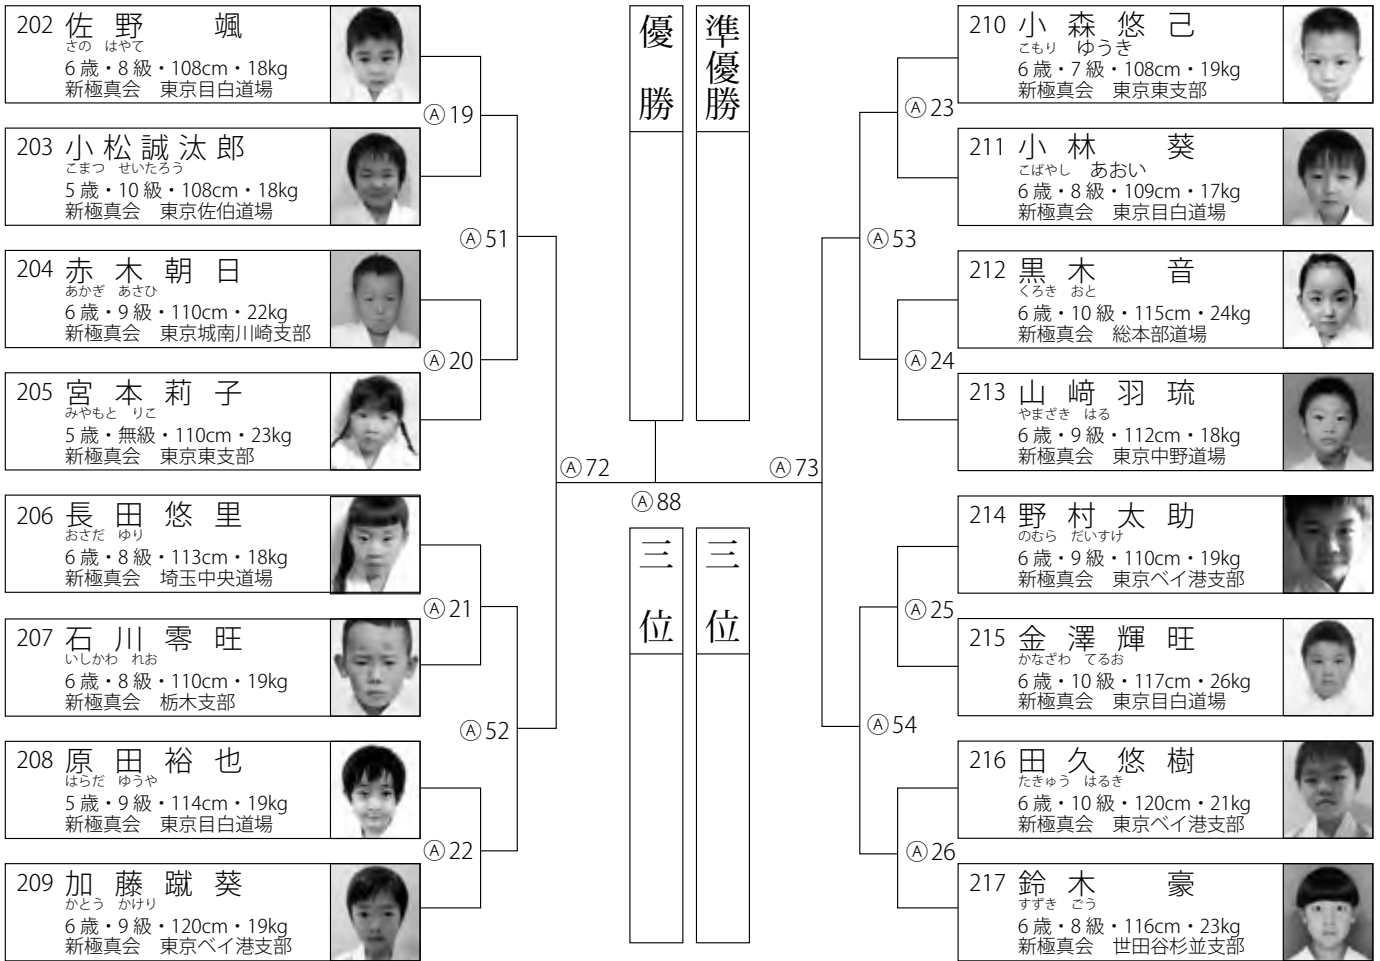 202 佐野 颯
さの はやて
6歳・8級・108cm・18kg
新極真会 東京目白道場
203 小松誠汰郎
こまつ せいたろう
5歳・10級・108cm・18kg
新極真会 東京佐伯道場
204 赤木朝日
あかぎ あさひ
6歳・9級・110cm・22kg
新極真会 東京城南川崎支部
205 宮本莉子
みやもと りこ
5歳・無級・110cm・23kg
新極真会 東京東支部
206 長田悠里
おさだ ゆり
6歳・8級・113cm・18kg
新極真会 埼玉中央道場
207 石川零旺
いしかわ れお
6歳・8級・110cm・19kg
新極真会 栃木支部
208 原田裕也
はらだ ゆうや
5歳・9級・114cm・19kg
新極真会 東京目白道場
209 加藤蹴葵
かとう かけり
6歳・9級・120cm・19kg
新極真会 東京ベイ港支部
Ⓐ19
Ⓐ20
Ⓐ21
Ⓐ22
Ⓐ51
Ⓐ52
Ⓐ72
優勝
準優勝
Ⓐ88
三位
三位
Ⓐ73
Ⓐ53
Ⓐ54
Ⓐ23
Ⓐ24
Ⓐ25
Ⓐ26
210 小森悠己
こもり ゆうき
6歳・7級・108cm・19kg
新極真会 東京東支部
211 小林 葵
こばやし あおい
6歳・8級・109cm・17kg
新極真会 東京目白道場
212 黒木 音
くろき おと
6歳・10級・115cm・24kg
新極真会 総本部道場
213 山﨑羽琉
やまざき はる
6歳・9級・112cm・18kg
新極真会 東京中野道場
214 野村太助
のむら だいすけ
6歳・9級・110cm・19kg
新極真会 東京ベイ港支部
215 金澤輝旺
かなざわ てるお
6歳・10級・117cm・26kg
新極真会 東京目白道場
216 田久悠樹
たきゅう はるき
6歳・10級・120cm・21kg
新極真会 東京ベイ港支部
217 鈴木 豪
すずき ごう
6歳・8級・116cm・23kg
新極真会 世田谷杉並支部